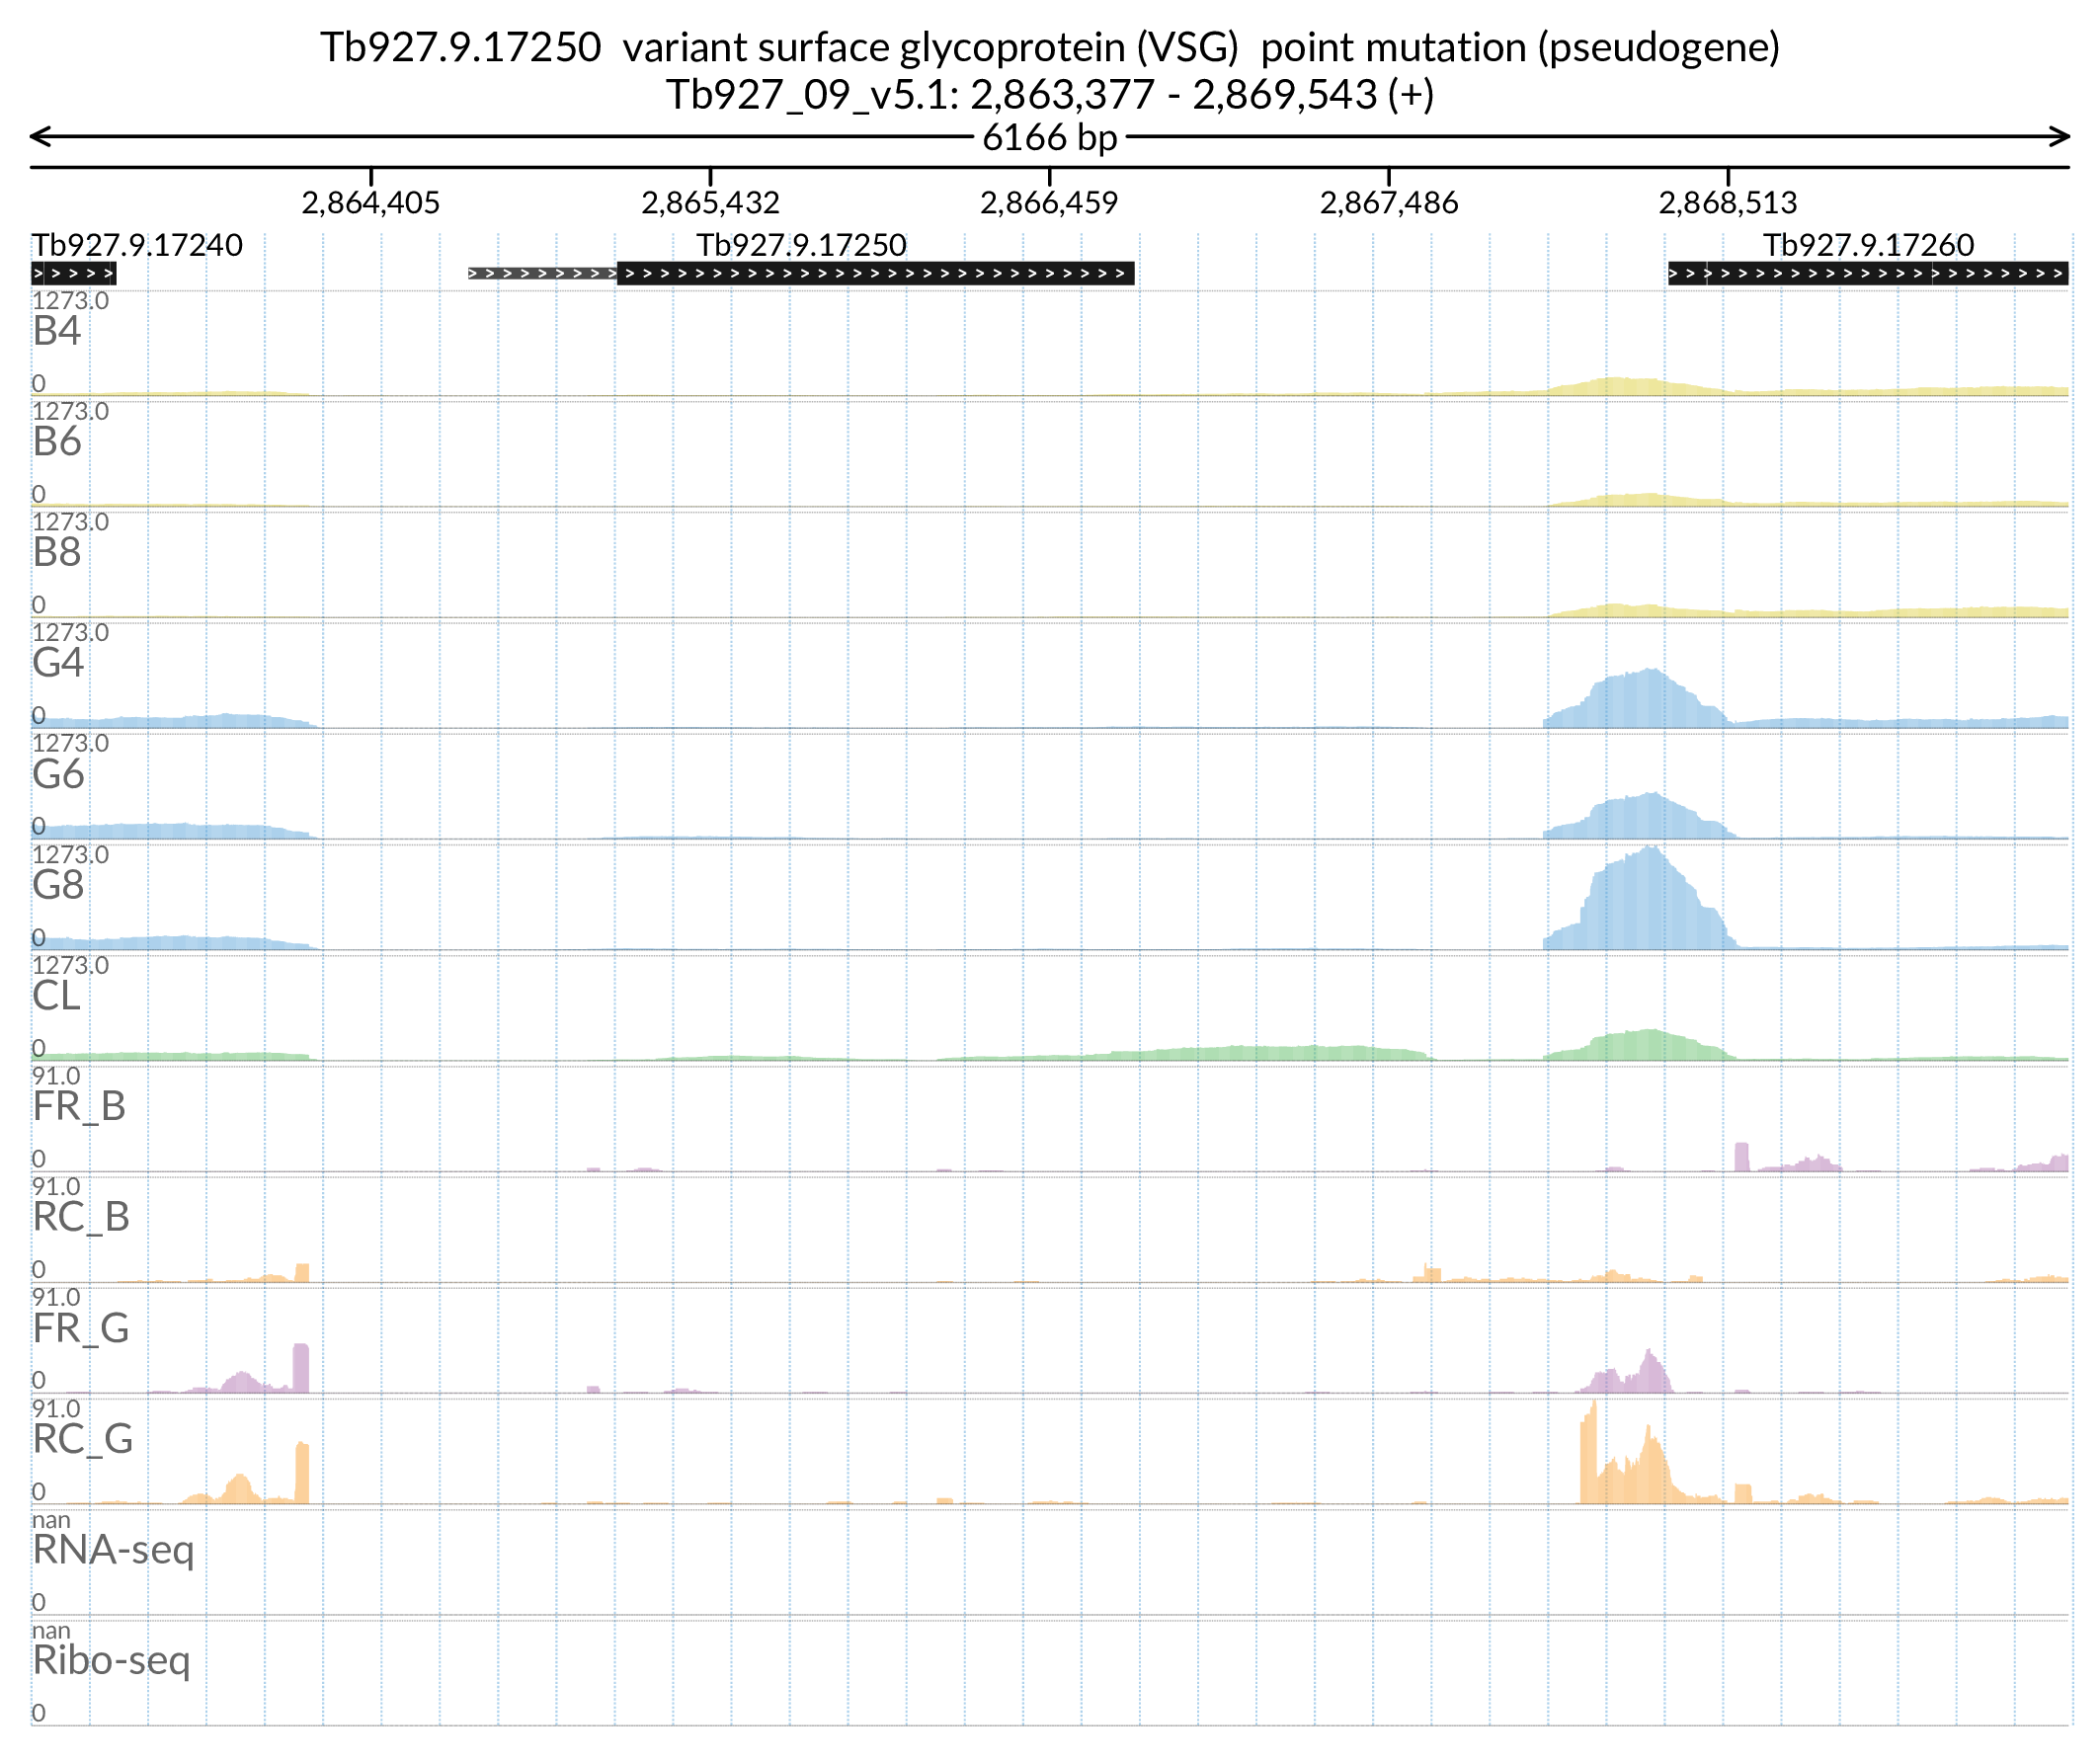 Tb927.9.17250  variant surface glycoprotein (VSG)  point mutation (pseudogene)
Tb927_09_v5.1: 2,863,377 - 2,869,543 (+)
6166 bp
2,864,405 2,865,432 2,866,459 2,867,486 2,868,513
Tb927.9.17240 Tb927.9.17250 Tb927.9.17260
1273.0
B4
0
1273.0
B6
0
1273.0
B8
0
1273.0
G4
0
1273.0
G6
0
1273.0
G8
0
1273.0
CL
0
91.0
FR_B
0
91.0
RC_B
0
91.0
FR_G
0
91.0
RC_G
0
nan
RNA-seq
0
nan
Ribo-seq
0